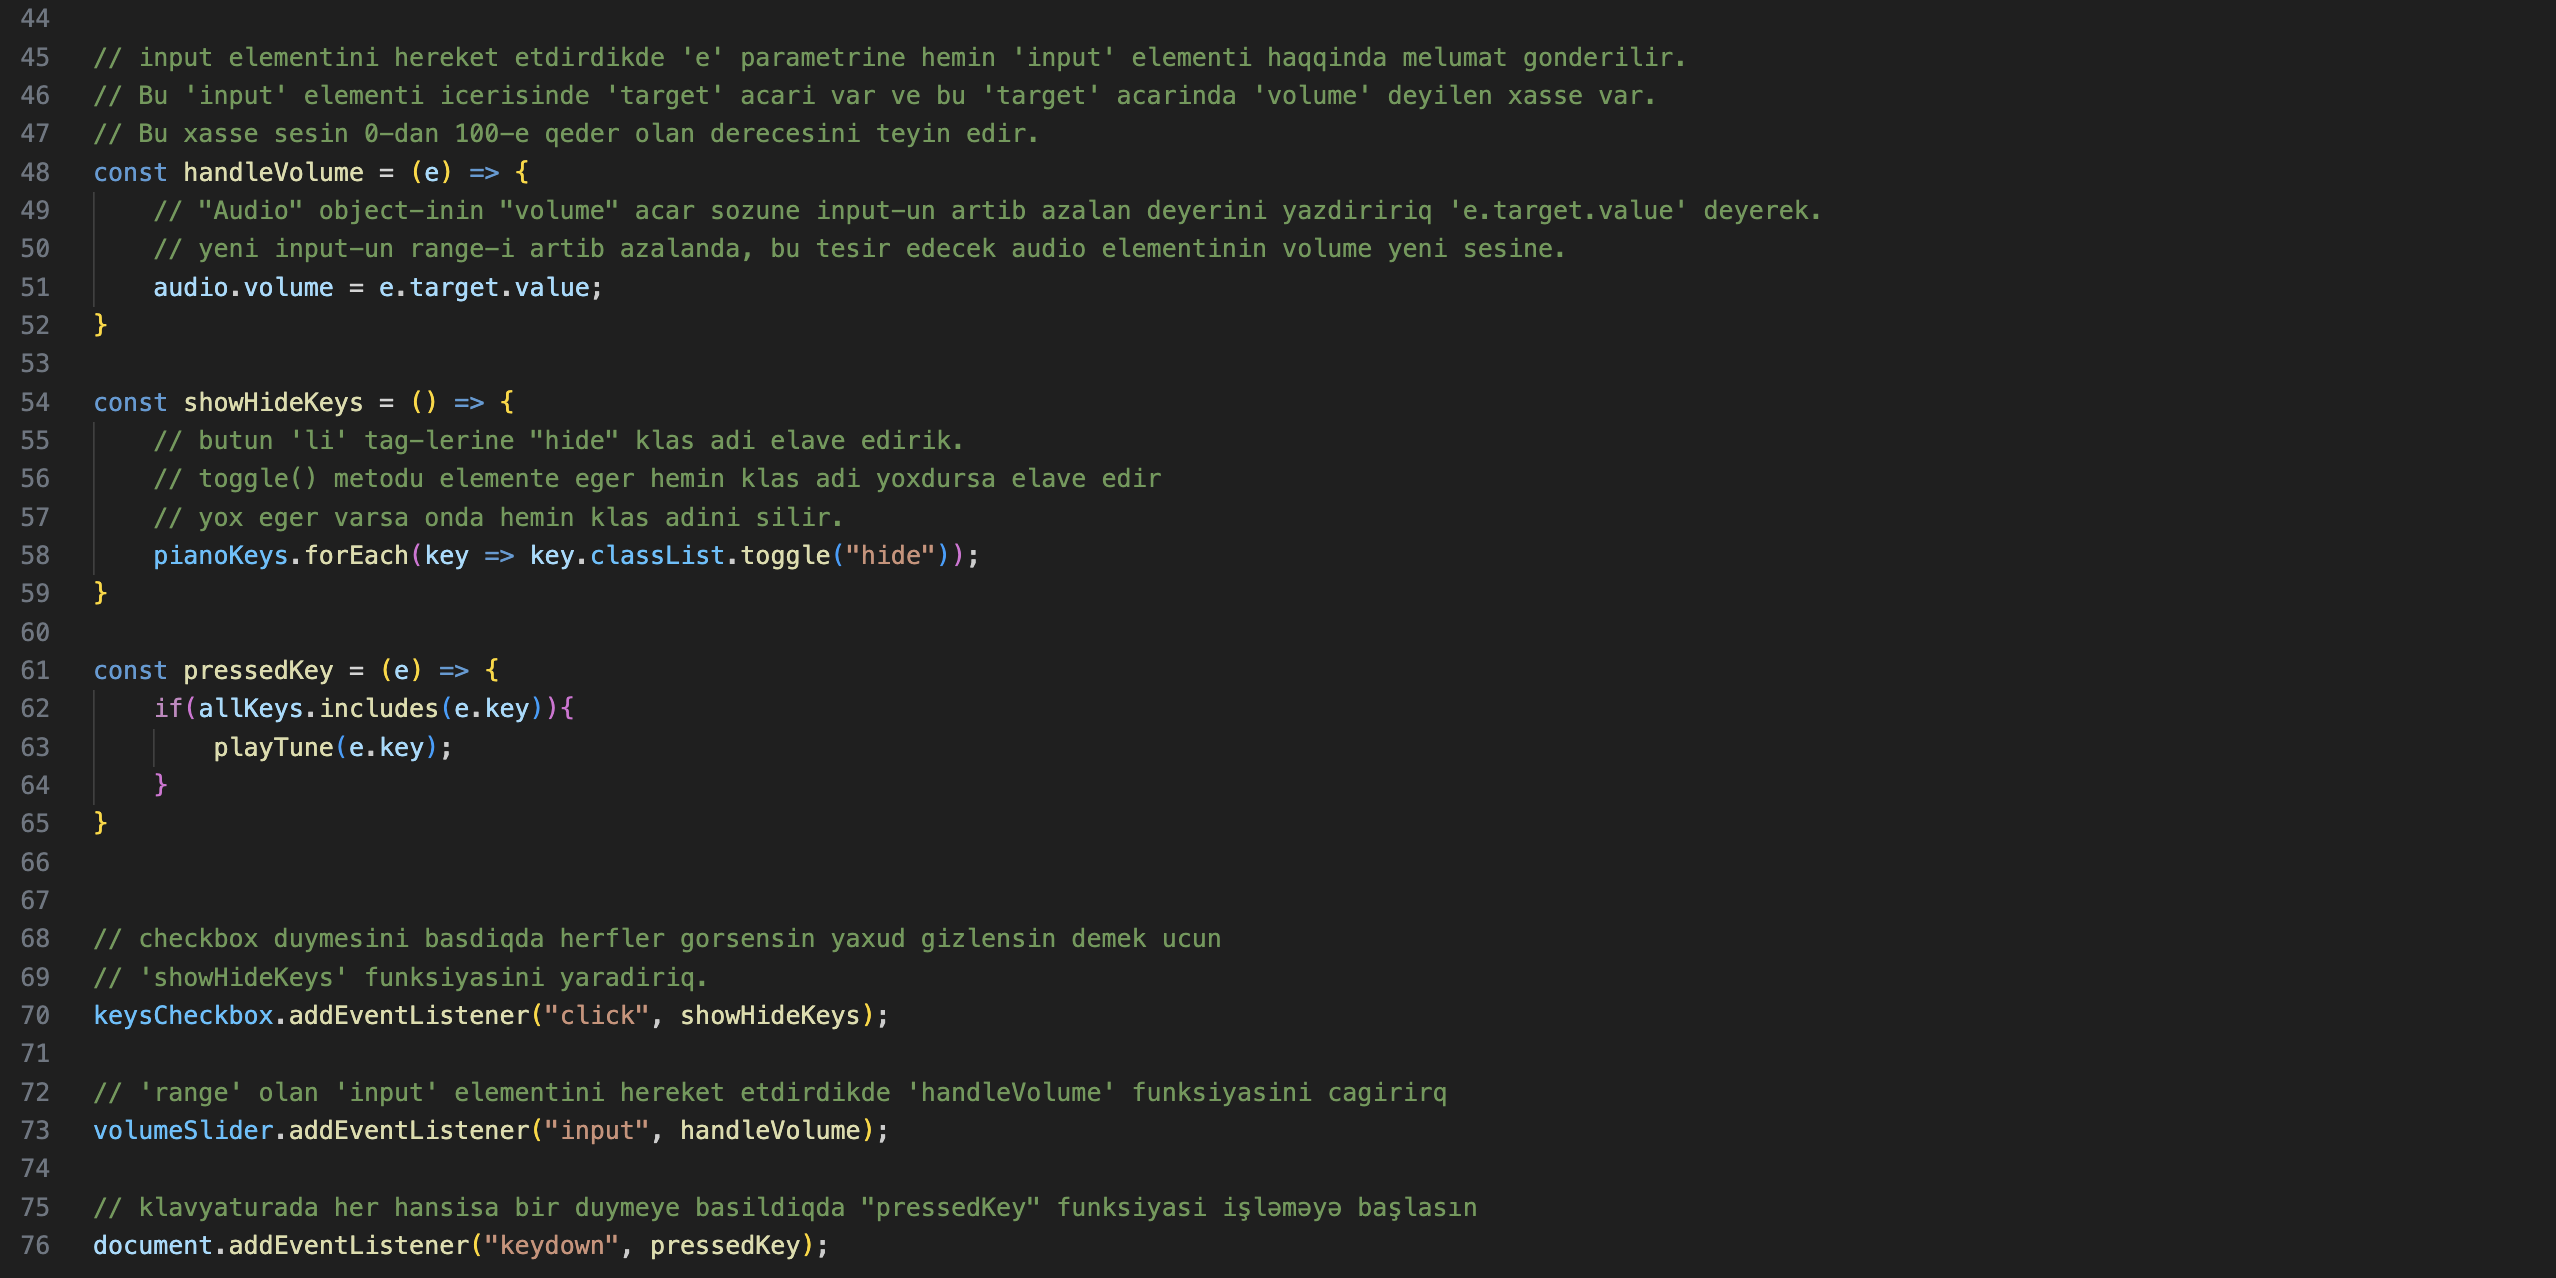 44
45 // input elementini hereket etdirdikde 'e' parametrine hemin 'input' elementi haqqinda melumat gonderilir.
46 // Bu 'input' elementi icerisinde 'target' acari var ve bu 'target' acarinda 'volume' deyilen xasse var.
47 // Bu xasse sesin 0-dan 100-e qeder olan derecesini teyin edir.
48 const handleVolume = (e) => {
49     // "Audio" object-inin "volume" acar sozune input-un artib azalan deyerini yazdiririq 'e.target.value' deyerek.
50     // yeni input-un range-i artib azalanda, bu tesir edecek audio elementinin volume yeni sesine.
51     audio.volume = e.target.value;
52 }
53
54 const showHideKeys = () => {
55     // butun 'li' tag-lerine "hide" klas adi elave edirik.
56     // toggle() metodu elemente eger hemin klas adi yoxdursa elave edir
57     // yox eger varsa onda hemin klas adini silir.
58     pianoKeys.forEach(key => key.classList.toggle("hide"));
59 }
60
61 const pressedKey = (e) => {
62     if(allKeys.includes(e.key)){
63         playTune(e.key);
64     }
65 }
66
67
68 // checkbox duymesini basdiqda herfler gorsensin yaxud gizlensin demek ucun
69 // 'showHideKeys' funksiyasini yaradiriq.
70 keysCheckbox.addEventListener("click", showHideKeys);
71
72 // 'range' olan 'input' elementini hereket etdirdikde 'handleVolume' funksiyasini cagirirq
73 volumeSlider.addEventListener("input", handleVolume);
74
75 // klavyaturada her hansisa bir duymeye basildiqda "pressedKey" funksiyasi işləməyə başlasın
76 document.addEventListener("keydown", pressedKey);